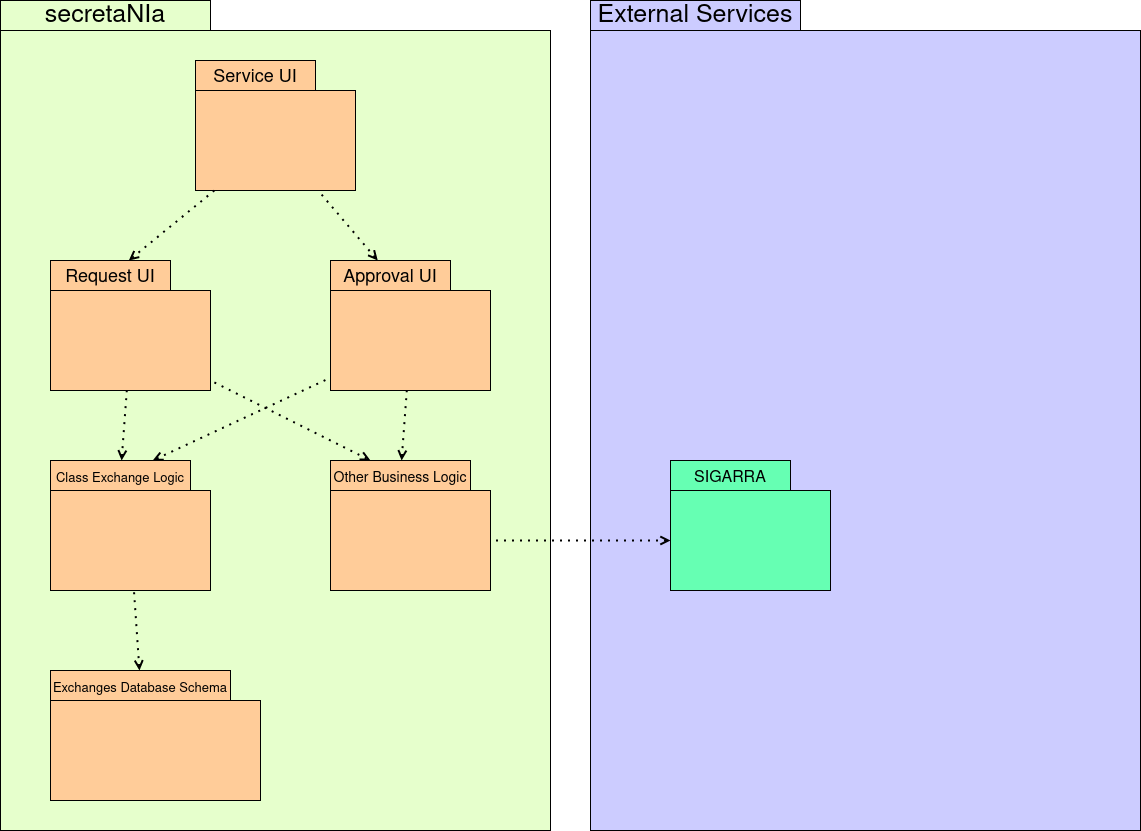 secretaNIa
External Services
Service UI
Request UI
Approval UI
Class Exchange Logic
Other Business Logic
SIGARRA
Exchanges Database Schema